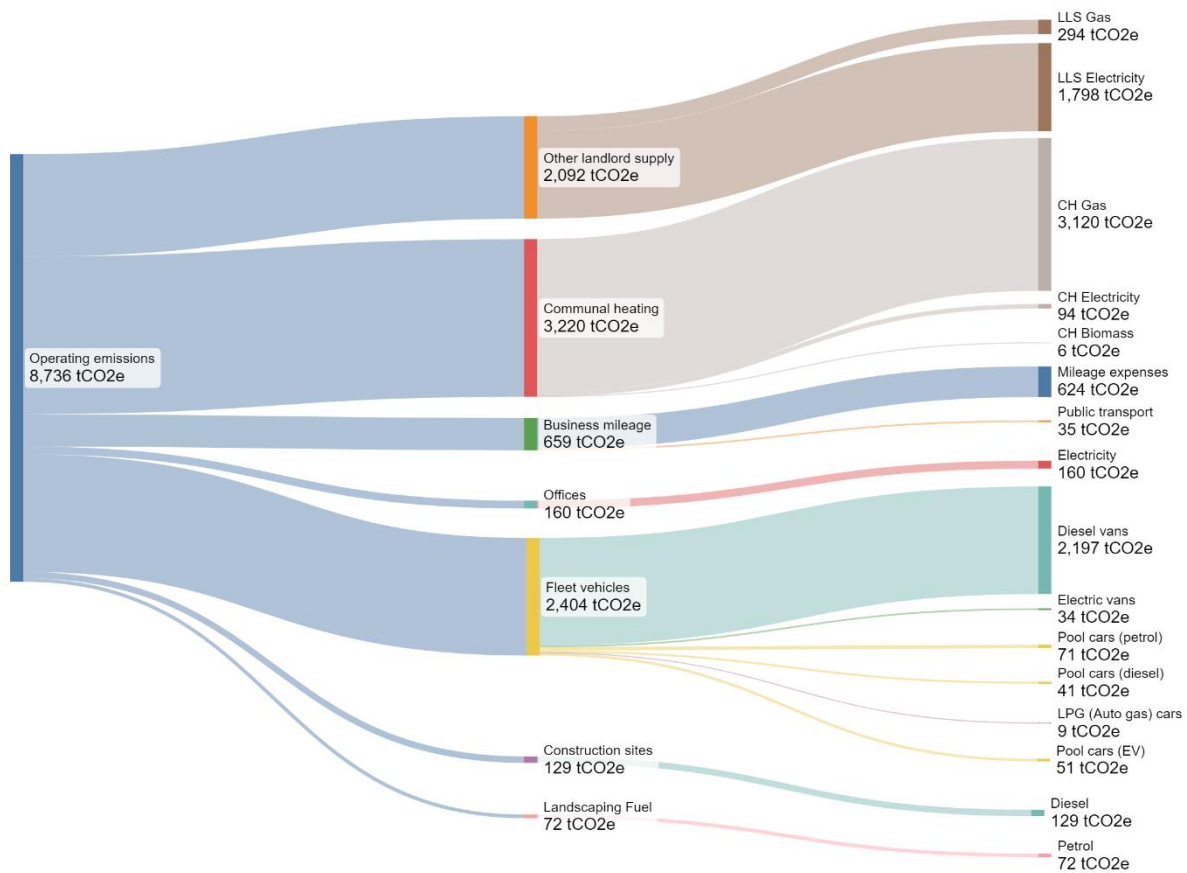 Operating emissions
8,736 tCO2e
Other landlord supply
2,092 tCO2e
Communal heating
3,220 tCO2e
Business mileage
659 tCO2e
Offices
160 tCO2e
Fleet vehicles
2,404 tCO2e
Construction sites
129 tCO2e
Landscaping Fuel
72 tCO2e
LLS Gas
294 tCO2e
LLS Electricity
1,798 tCO2e
CH Gas
3,120 tCO2e
CH Electricity
94 tCO2e
CH Biomass
6 tCO2e
Mileage expenses
624 tCO2e
Public transport
35 tCO2e
Electricity
160 tCO2e
Diesel vans
2,197 tCO2e
Electric vans
34 tCO2e
Pool cars (petrol)
71 tCO2e
Pool cars (diesel)
41 tCO2e
LPG (Auto gas) cars
9 tCO2e
Pool cars (EV)
51 tCO2e
Diesel
129 tCO2e
Petrol
72 tCO2e